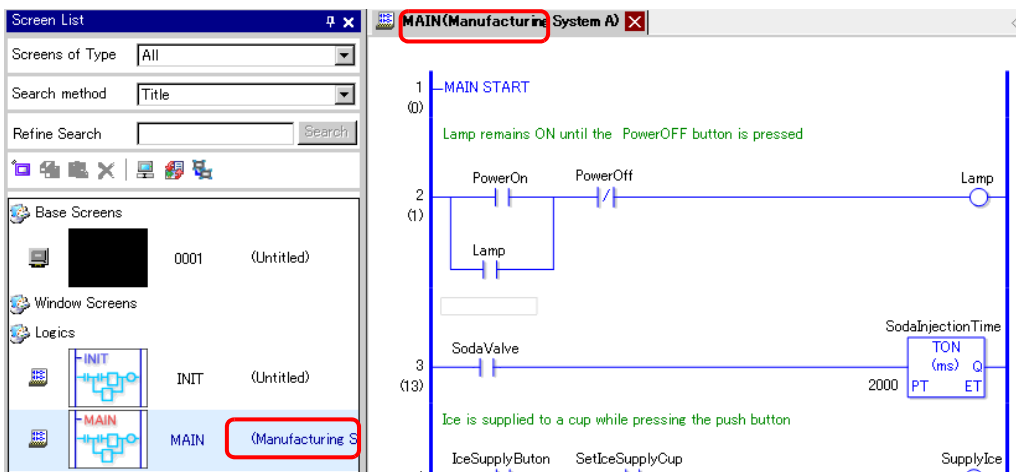 Screen List
Screens of Type All
Search method Title
Refine Search Search
Base Screens
0001 (Untitled)
Window Screens
Logics
INIT
INIT (Untitled)
MAIN
MAIN (Manufacturing S
MAIN(Manufacturing System A)
1 MAIN START
(0)
Lamp remains ON until the PowerOFF button is pressed
PowerOn PowerOff Lamp
2
(1)
Lamp
SodaInjectionTime
SodaValve TON
3 (ms) Q
(13) 2000 PT ET
Ice is supplied to a cup while pressing the push button
IceSupplyButon SetIceSupplyCup SupplyIce